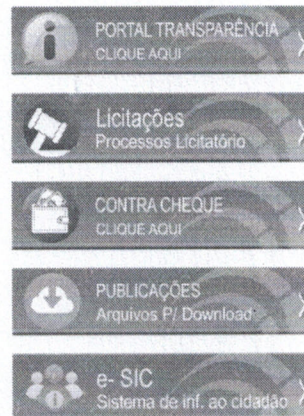 PORTAL TRANSPARÊNCIA
CLIQUE AQUI
Licitações
Processos Licitatório
CONTRA CHEQUE
CLIQUE AQUI
PUBLICAÇÕES
Arquivos P/ Download
e- SIC
Sistema de inf. ao cidadão